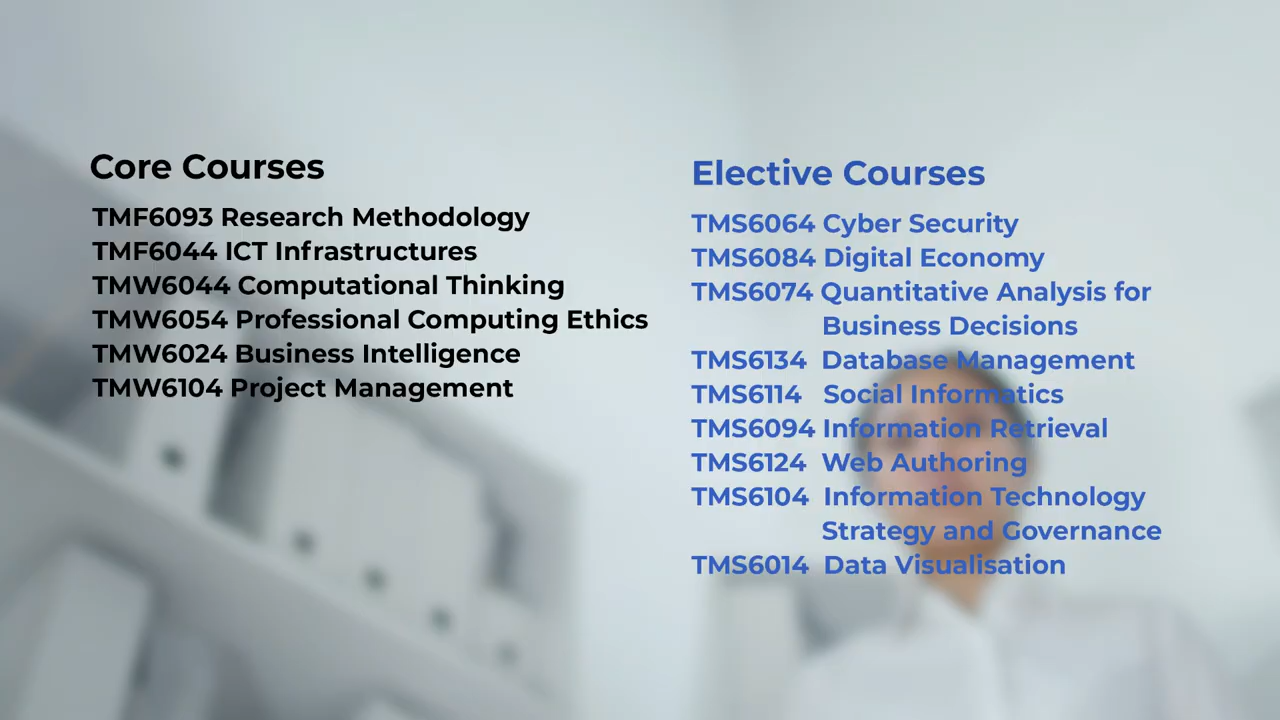 Core Courses
TMF6093 Research Methodology
TMF6044 ICT Infrastructures
TMW6044 Computational Thinking
TMW6054 Professional Computing Ethics
TMW6024 Business Intelligence
TMW6104 Project Management
Elective Courses
TMS6064 Cyber Security
TMS6084 Digital Economy
TMS6074 Quantitative Analysis for
Business Decisions
TMS6134 Database Management
TMS6114 Social Informatics
TMS6094 Information Retrieval
TMS6124 Web Authoring
TMS6104 Information Technology
Strategy and Governance
TMS6014 Data Visualisation